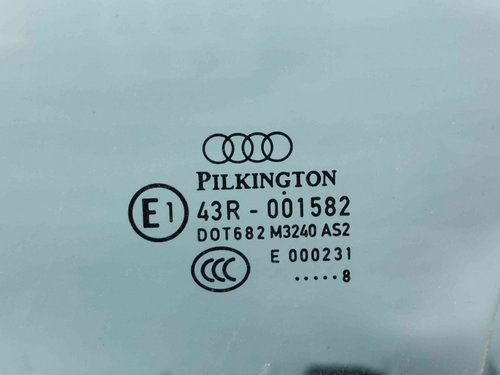 PILKINGTON
E1 43R - 001582
DOT682 M3240 AS2
CCC E 000231
.....8